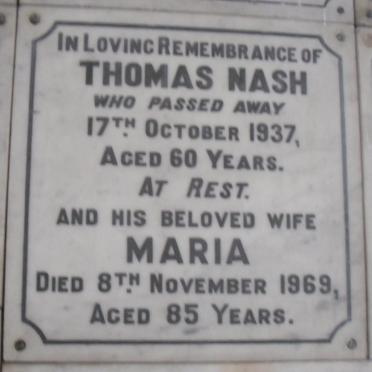 IN LOVING REMEMBRANCE OF
THOMAS NASH
WHO PASSED AWAY
17TH. OCTOBER 1937,
AGED 60 YEARS.
AT REST.
AND HIS BELOVED WIFE
MARIA
DIED 8TH. NOVEMBER 1969,
AGED 85 YEARS.